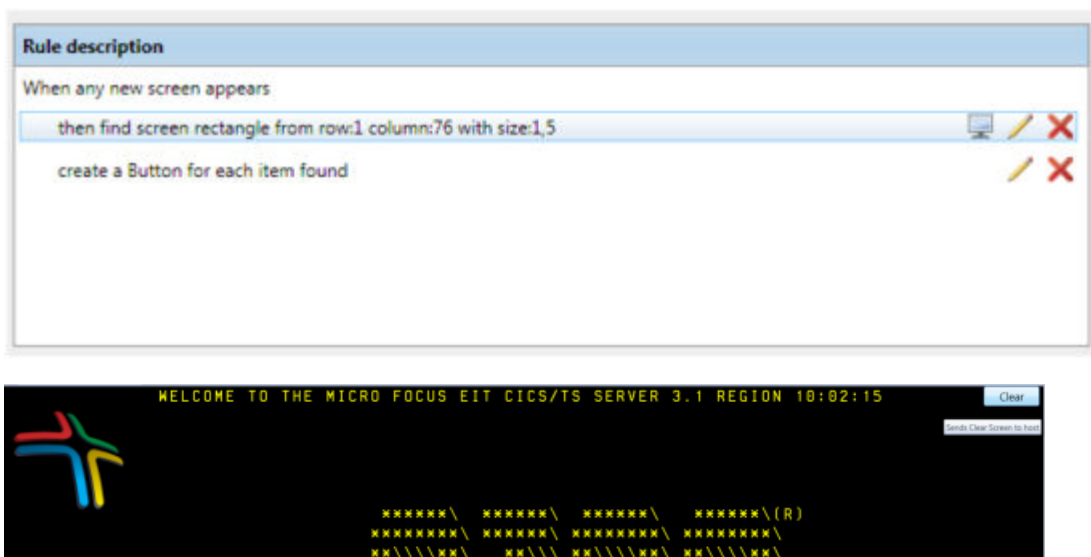 Rule description
When any new screen appears
then find screen rectangle from row:1 column:76 with size:1,5
create a Button for each item found
WELCOME TO THE MICRO FOCUS EIT CICS/TS SERVER 3.1 REGION 10:02:15 Clear
Sends Clear Screen to host
******\ ******\ ******\ ******\(R)
********\ ******\ ********\ ********\
**\\\\**\ **\\\ **\\\\**\ **\\\\**\